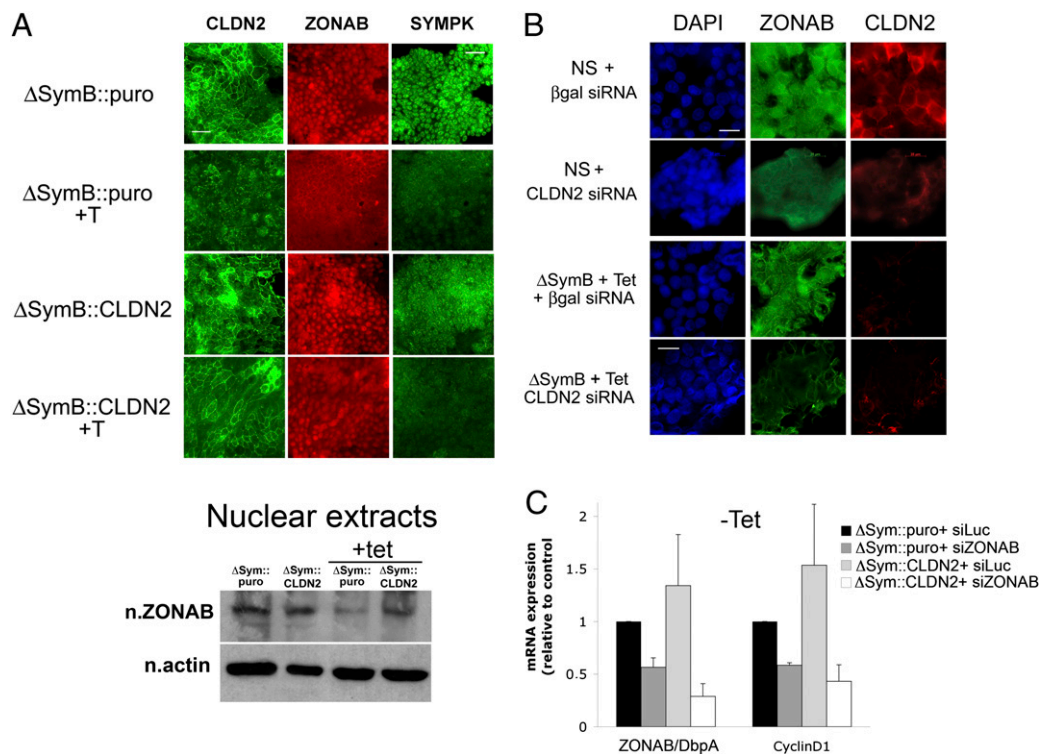 A
CLDN2 ZONAB SYMPK
ΔSymB::puro
ΔSymB::puro
+T
ΔSymB::CLDN2
ΔSymB::CLDN2
+T
Nuclear extracts
+tet
ΔSym:: ΔSym:: ΔSym:: ΔSym::
puro CLDN2 puro CLDN2
n.ZONAB
n.actin
B
DAPI ZONAB CLDN2
NS +
βgal siRNA
NS +
CLDN2 siRNA
ΔSymB + Tet
+ βgal siRNA
ΔSymB + Tet
CLDN2 siRNA
C
-Tet
mRNA expression
(relative to control)
2
1.5
1
0.5
0
ZONAB/DbpA CyclinD1
ΔSym::puro+ siLuc
ΔSym::puro+ siZONAB
ΔSym::CLDN2+ siLuc
ΔSym::CLDN2+ siZONAB